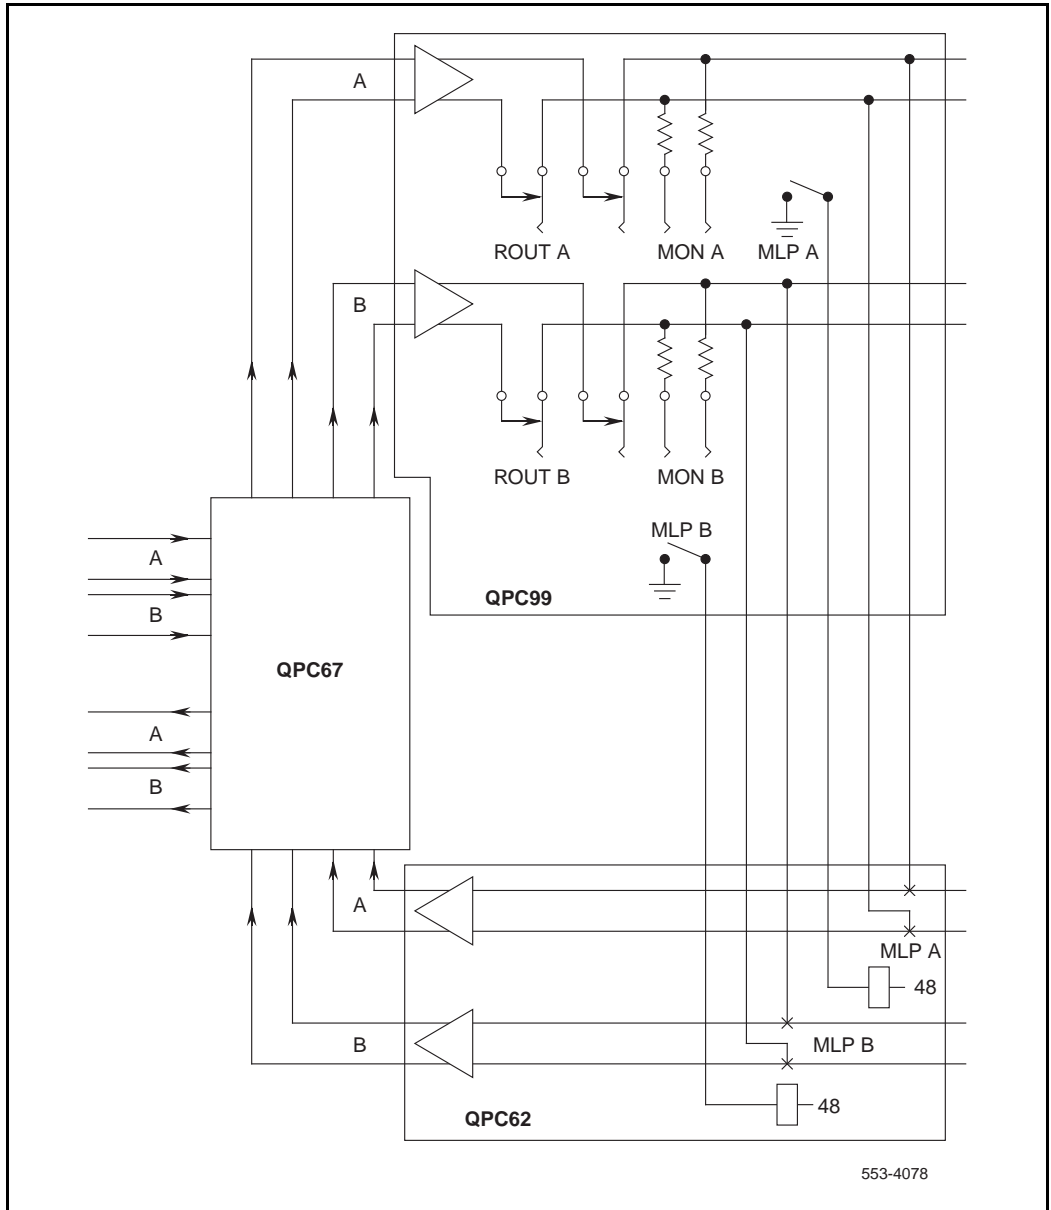 A
ROUT A
MON A
MLP A
B
ROUT B
MON B
MLP B
QPC99
A
B
QPC67
A
B
A
MLP A
48
B
MLP B
48
QPC62
553-4078